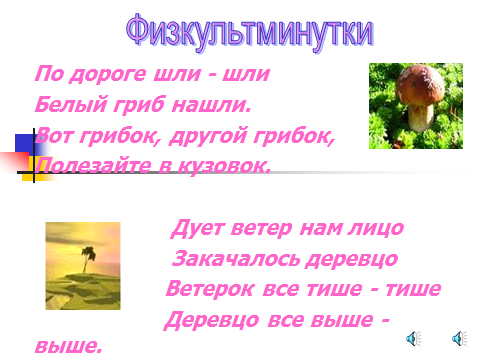 Физкультминутки
По дороге шли - шли
Белый гриб нашли.
Вот грибок, другой грибок,
Полезайте в кузовок.
Дует ветер нам лицо
Закачалось деревцо
Ветерок все тише - тише
Деревцо все выше -
выше.